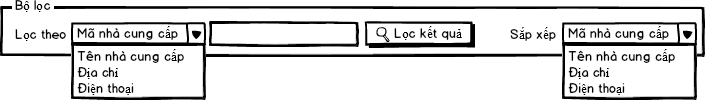 Bộ lọc
Lọc theo Mã nhà cung cấp Lọc kết quả Sắp xếp Mã nhà cung cấp
Tên nhà cung cấp Tên nhà cung cấp
Địa chỉ Địa chỉ
Điện thoại Điện thoại